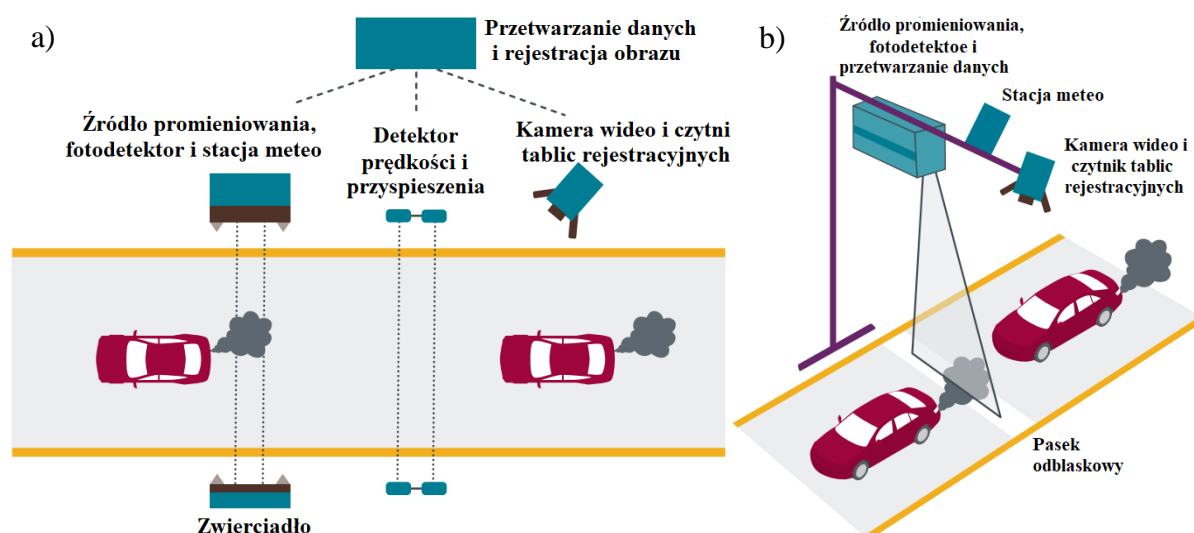 a)
Przetwarzanie danych
i rejestracja obrazu
Źródło promieniowania,
fotodetektor i stacja meteo
Detektor
prędkości i
przyspieszenia
Kamera wideo i czytni
tablic rejestracyjnych
Zwierciadło
b)
Źródło promieniowania,
fotodetektoe i
przetwarzanie danych
Stacja meteo
Kamera wideo i
czytnik tablic
rejestracyjnych
Pasek
odblaskowy